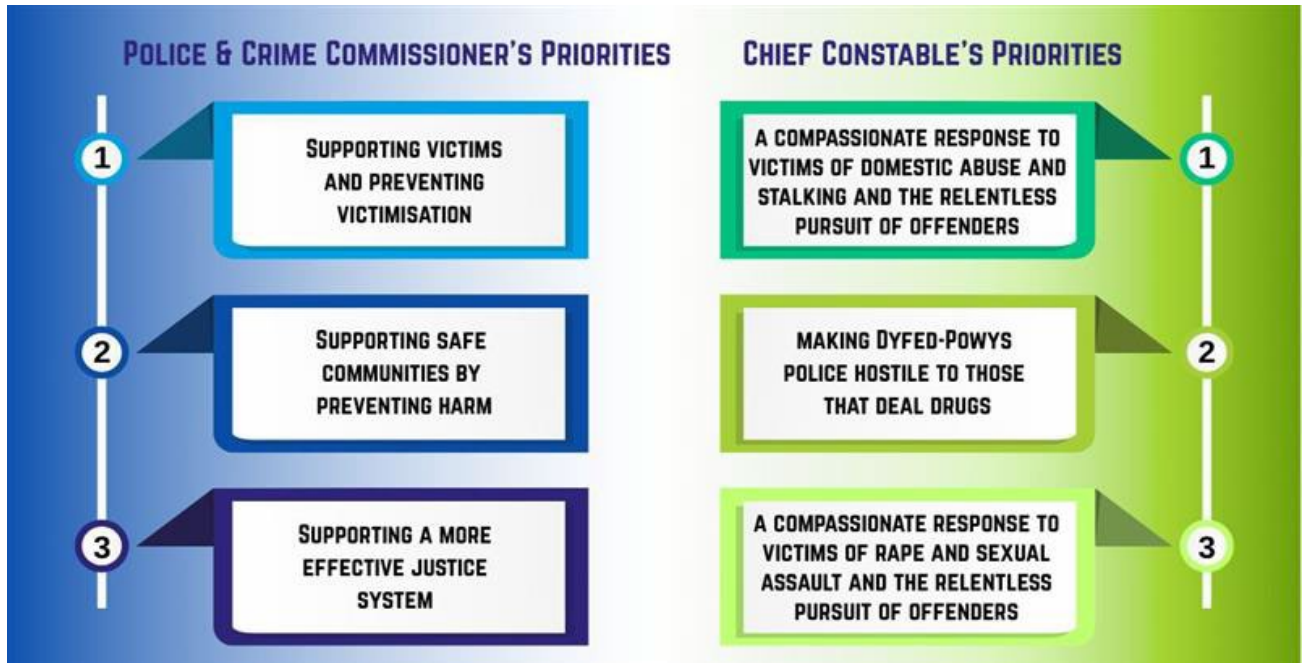 Police & Crime Commissioner's Priorities
1
Supporting victims
and preventing
victimisation
2
Supporting safe
communities by
preventing harm
3
Supporting a more
effective justice
system
Chief Constable's Priorities
1
a compassionate response to
victims of domestic abuse and
stalking and the relentless
pursuit of offenders
2
making Dyfed-Powys
police hostile to those
that deal drugs
3
a compassionate response to
victims of rape and sexual
assault and the relentless
pursuit of offenders